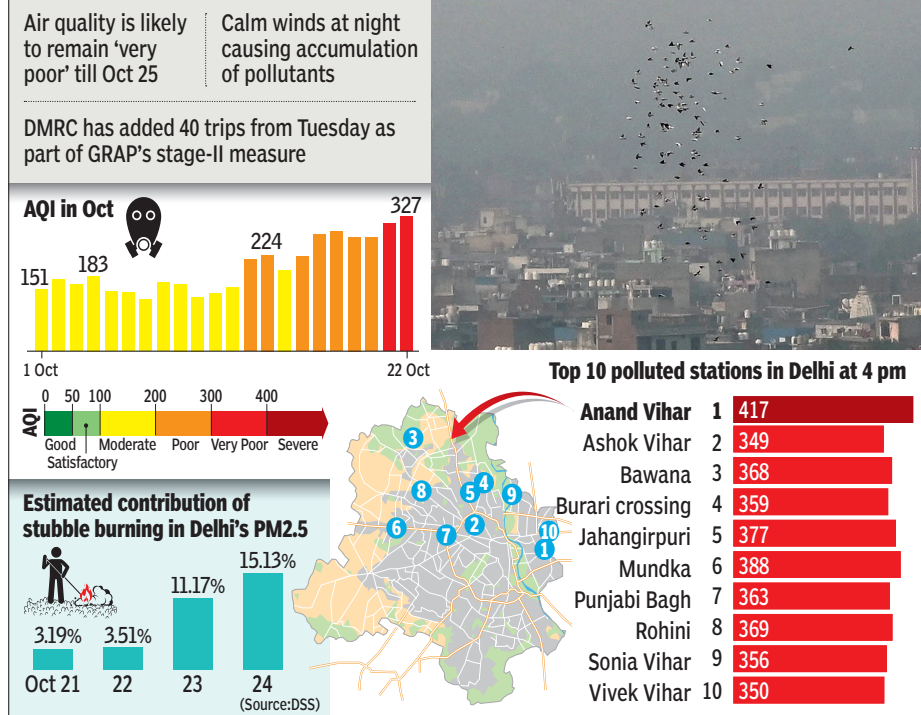 Air quality is likely
to remain ‘very
poor’ till Oct 25
Calm winds at night
causing accumulation
of pollutants
DMRC has added 40 trips from Tuesday as
part of GRAP’s stage-II measure
AQI in Oct
151
183
224
327
1 Oct
22 Oct
AQI
0 50 100 200 300 400
Good Moderate Poor Very Poor Severe
Satisfactory
Estimated contribution of
stubble burning in Delhi’s PM2.5
3.19% 3.51% 11.17% 15.13%
Oct 21 22 23 24
(Source:DSS)
3
8
5
4
9
6
7
2
10
1
Top 10 polluted stations in Delhi at 4 pm
Anand Vihar 1 417
Ashok Vihar 2 349
Bawana 3 368
Burari crossing 4 359
Jahangirpuri 5 377
Mundka 6 388
Punjabi Bagh 7 363
Rohini 8 369
Sonia Vihar 9 356
Vivek Vihar 10 350